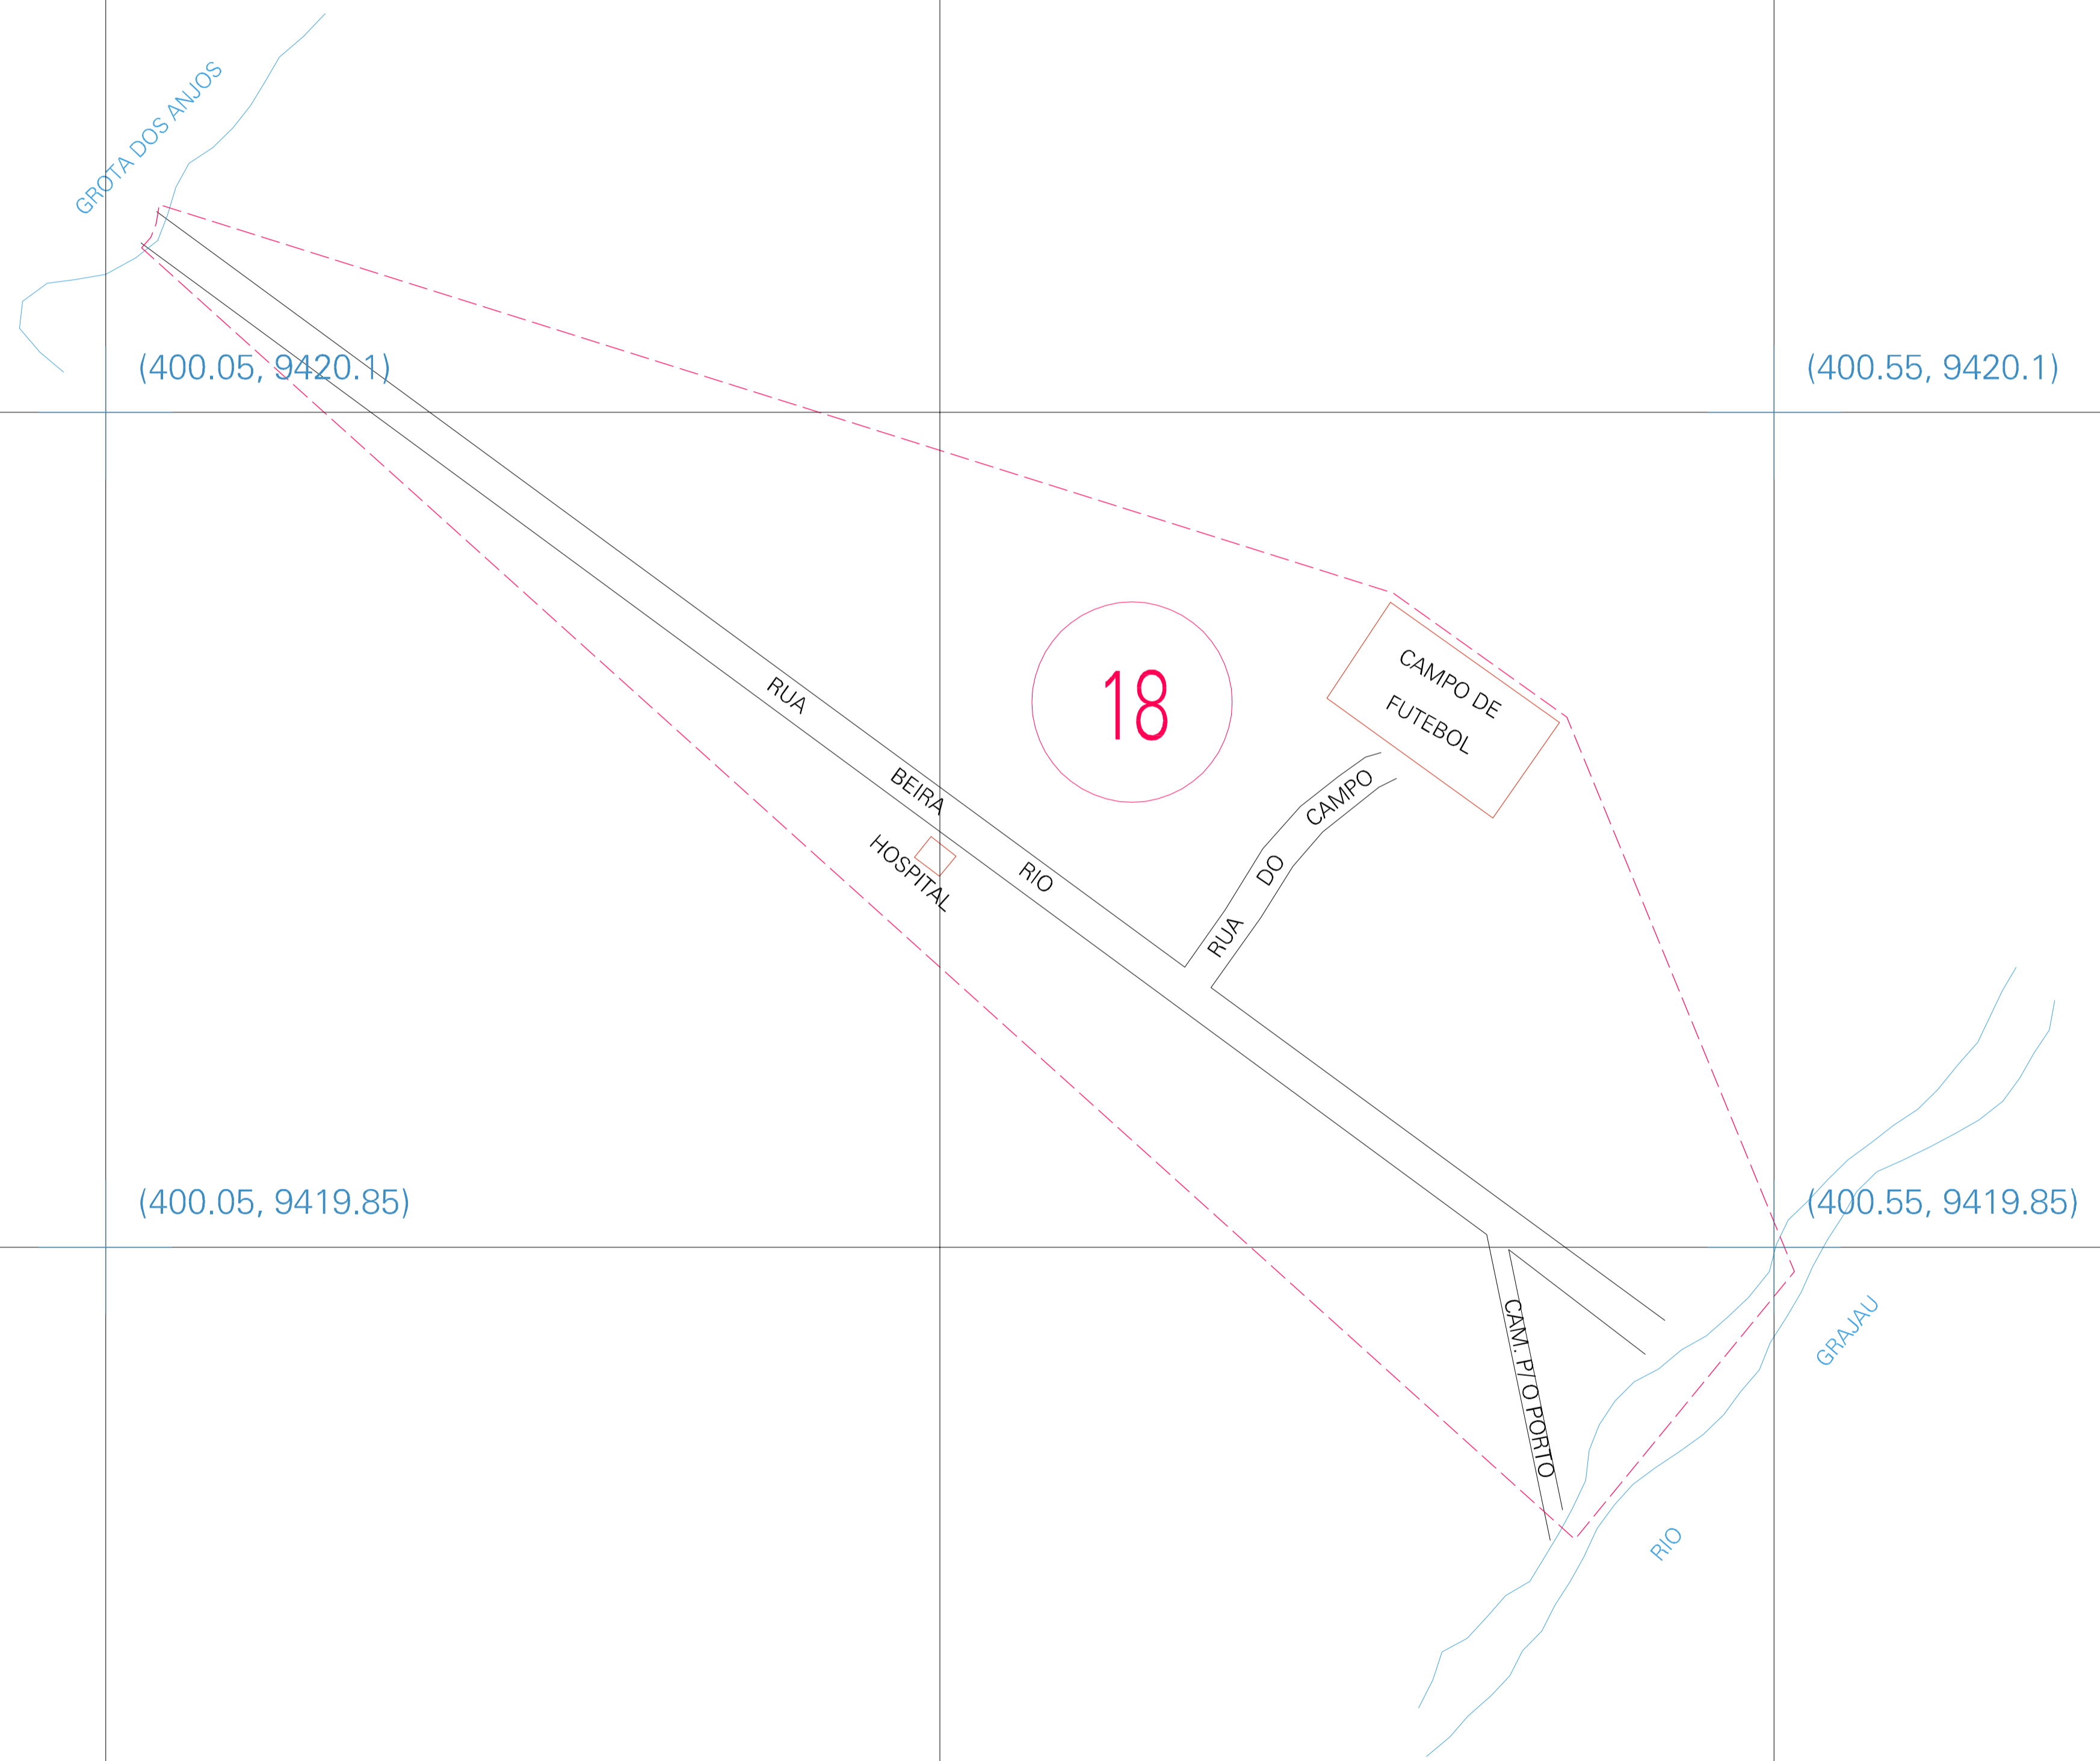 GROTA DOS ANJOS
(400.05, 9420.1)
(400.55, 9420.1)
18
CAMPO DE
FUTEBOL
RUA BEIRA RIO
HOSPITAL
RUA DO CAMPO
(400.05, 9419.85)
(400.55, 9419.85)
CAM. P/ O PORTO
RIO GRAJAU